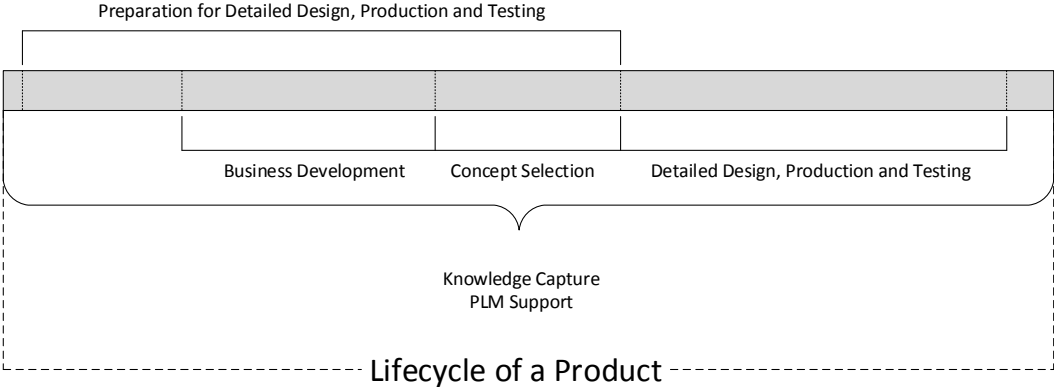 Preparation for Detailed Design, Production and Testing
Business Development
Concept Selection
Detailed Design, Production and Testing
Knowledge Capture
PLM Support
Lifecycle of a Product